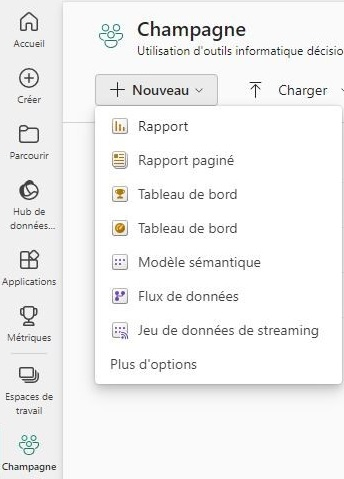 Accueil
Créer
Parcourir
Hub de
données...
Applications
Métriques
Espaces de
travail
Champagne
Champagne
Utilisation d'outils informatique décisio
Nouveau
Charger
Rapport
Rapport paginé
Tableau de bord
Tableau de bord
Modèle sémantique
Flux de données
Jeu de données de streaming
Plus d'options